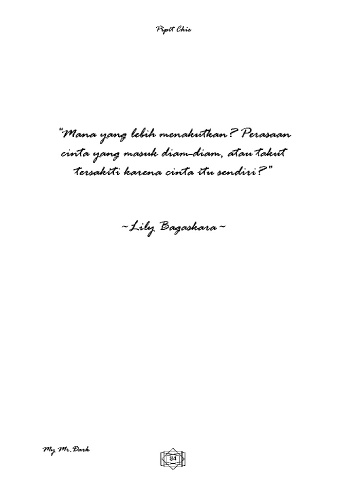 Pipit Chie
"Mana yang lebih menakutkan? Perasaan
cinta yang masuk diam-diam, atau takut
tersakiti karena cinta itu sendiri?"
~Lily Bagaskara~
My Mr.Dark
84